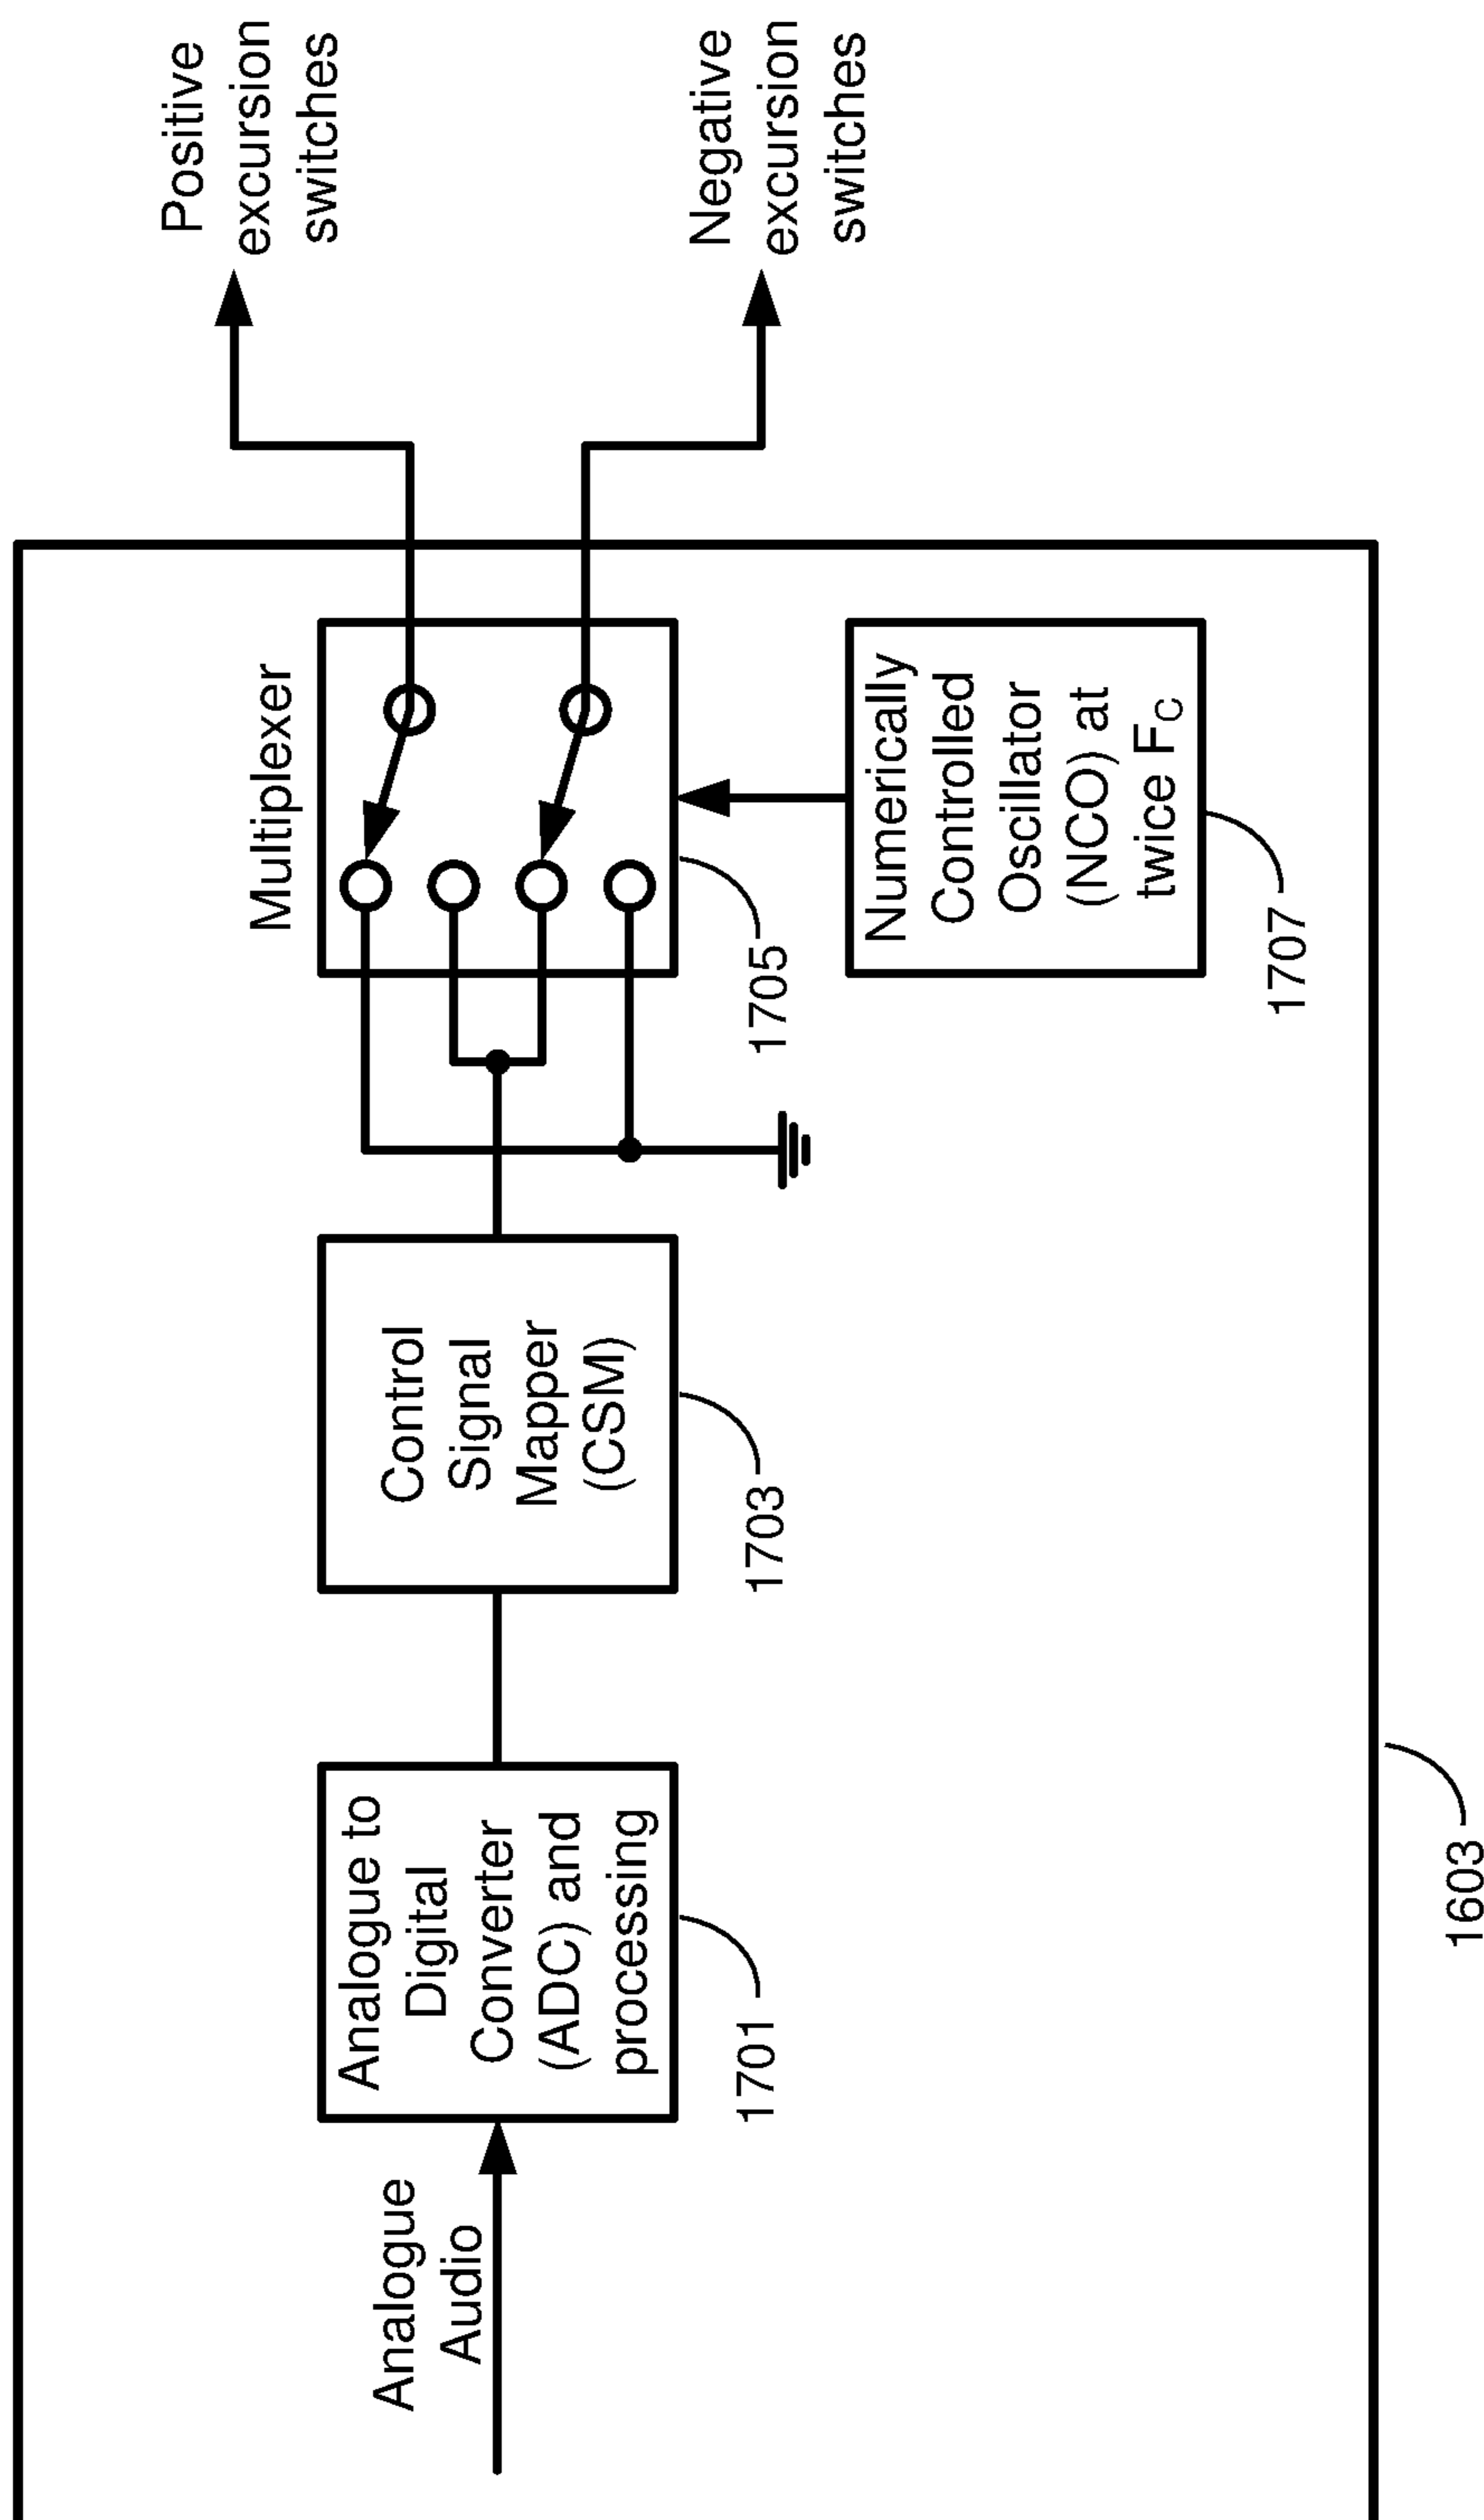 Analogue
Audio
Analogue to
Digital
Converter
(ADC) and
processing
1701
Control
Signal
Mapper
(CSM)
1703
Multiplexer
1705
Numerically
Controlled
Oscillator
(NCO) at
twice FC
1707
Positive
excursion
switches
Negative
excursion
switches
1603